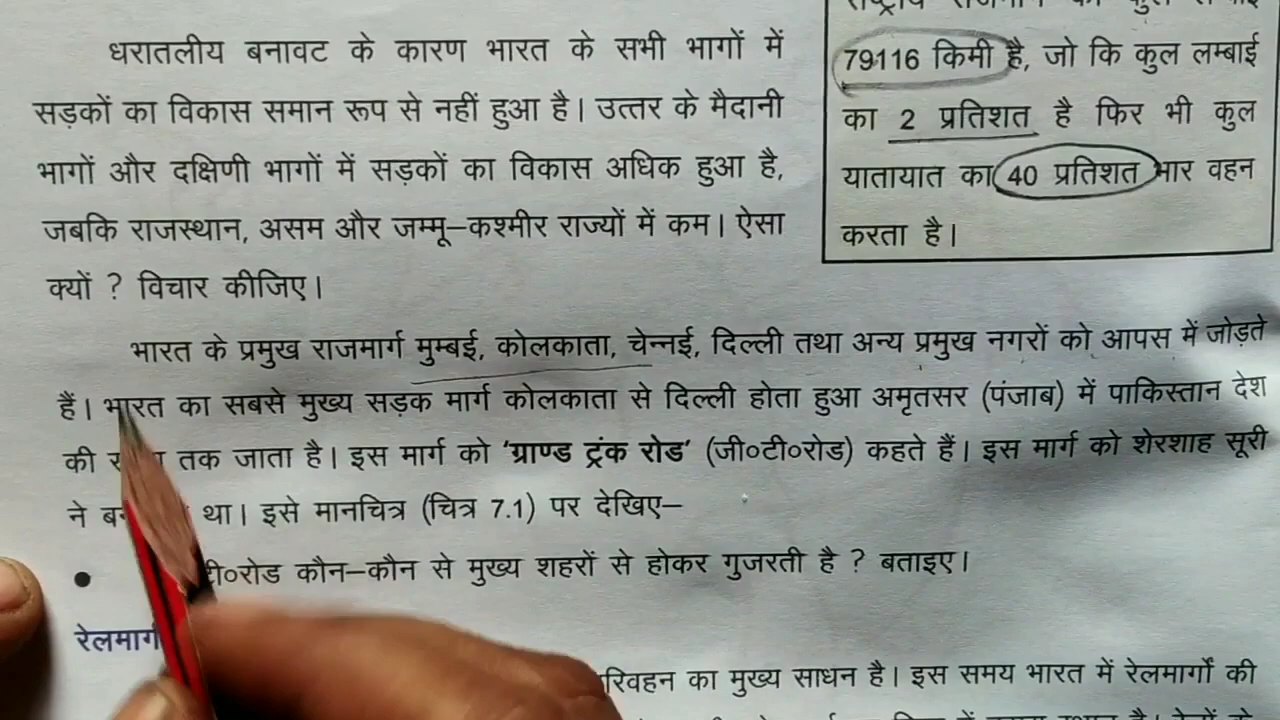 धरातलीय बनावट के कारण भारत के सभी भागों में
सड़कों का विकास समान रूप से नहीं हुआ है। उत्तर के मैदानी
भागों और दक्षिणी भागों में सड़कों का विकास अधिक हुआ है,
जबकि राजस्थान, असम और जम्मू–कश्मीर राज्यों में कम। ऐसा
क्यों ? विचार कीजिए।
79116 किमी है, जो कि कुल लम्बाई
का 2 प्रतिशत है फिर भी कुल
यातायात का 40 प्रतिशत भार वहन
करता है।
भारत के प्रमुख राजमार्ग मुम्बई, कोलकाता, चेन्नई, दिल्ली तथा अन्य प्रमुख नगरों को आपस में जोड़ते
हैं। भारत का सबसे मुख्य सड़क मार्ग कोलकाता से दिल्ली होता हुआ अमृतसर (पंजाब) में पाकिस्तान देश
की तक जाता है। इस मार्ग को ‘ग्राण्ड ट्रंक रोड’ (जी०टी०रोड) कहते हैं। इस मार्ग को शेरशाह सूरी
ने था। इसे मानचित्र (चित्र 7.1) पर देखिए–
● टी०रोड कौन–कौन से मुख्य शहरों से होकर गुजरती है ? बताइए।
रेलमार्ग
का मुख्य साधन है। इस समय भारत में रेलमार्गों की